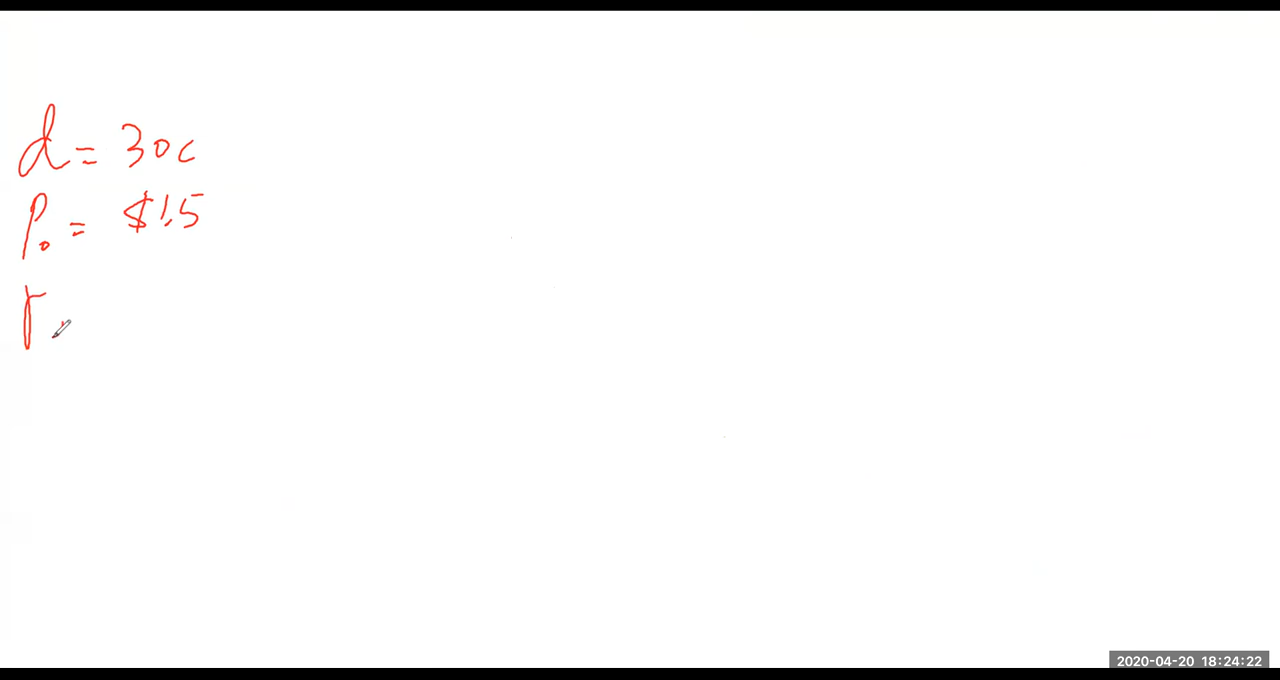 d = 30c
P₀ = $1.5
r
2020-04-20 18:24:22